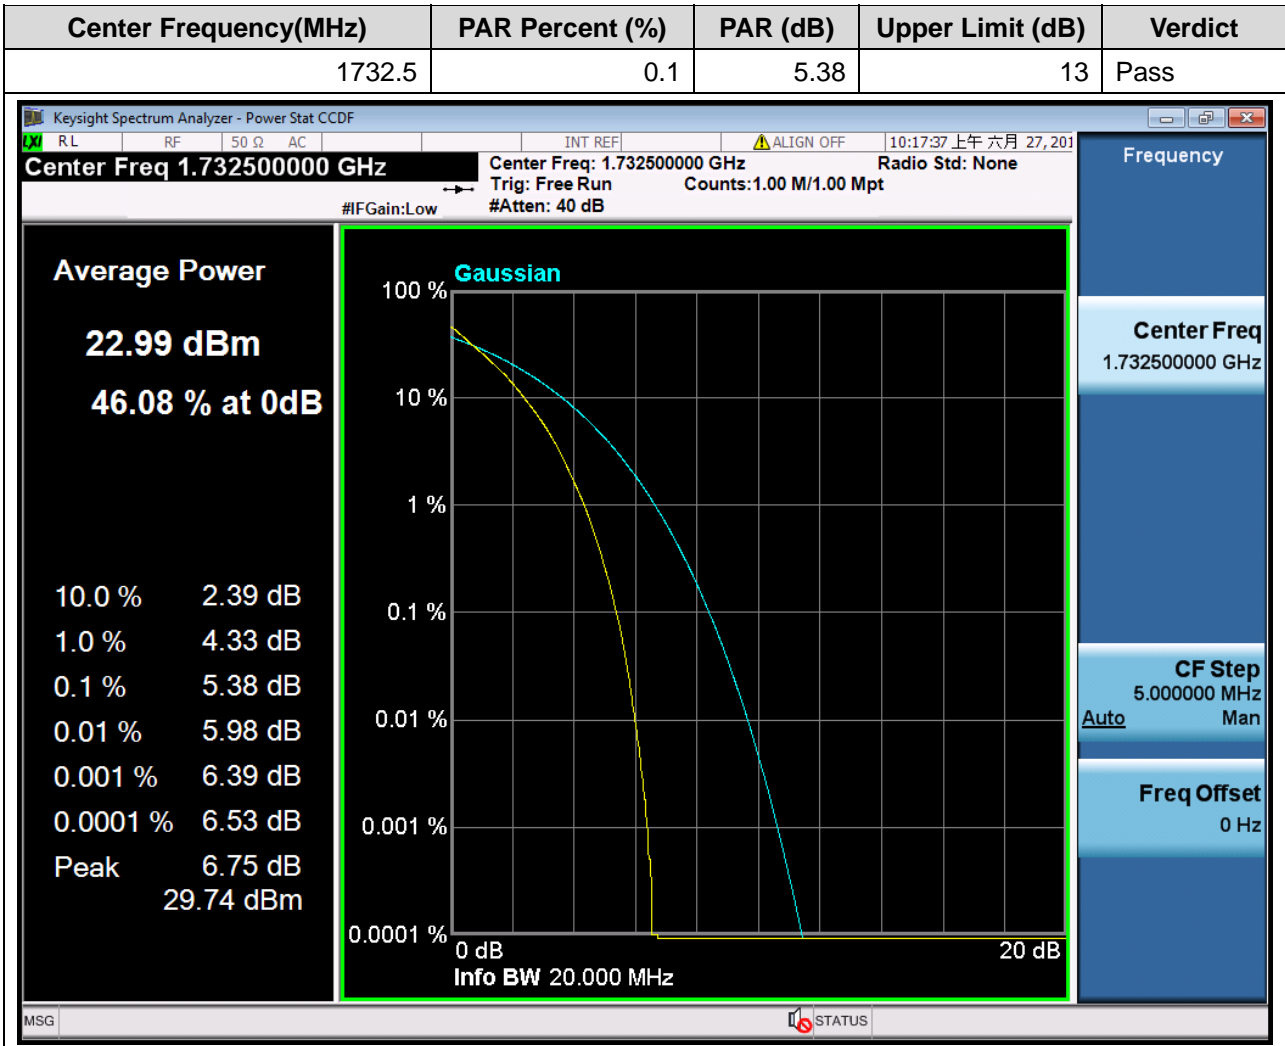 Center Frequency(MHz) PAR Percent (%) PAR (dB) Upper Limit (dB) Verdict
1732.5 0.1 5.38 13 Pass
Keysight Spectrum Analyzer - Power Stat CCDF
LXI RL RF 50 Ω AC INT REF ALIGN OFF 10:17:37 上午 六月 27, 201
Center Freq 1.732500000 GHz
Center Freq: 1.732500000 GHz Radio Std: None
Trig: Free Run Counts:1.00 M/1.00 Mpt
#IFGain:Low #Atten: 40 dB
Frequency
Average Power
22.99 dBm
46.08 % at 0dB
10.0 % 2.39 dB
1.0 % 4.33 dB
0.1 % 5.38 dB
0.01 % 5.98 dB
0.001 % 6.39 dB
0.0001 % 6.53 dB
Peak 6.75 dB
29.74 dBm
Gaussian
100 %
10 %
1 %
0.1 %
0.01 %
0.001 %
0.0001 %
0 dB 20 dB
Info BW 20.000 MHz
Center Freq
1.732500000 GHz
CF Step
5.000000 MHz
Auto Man
Freq Offset
0 Hz
MSG STATUS